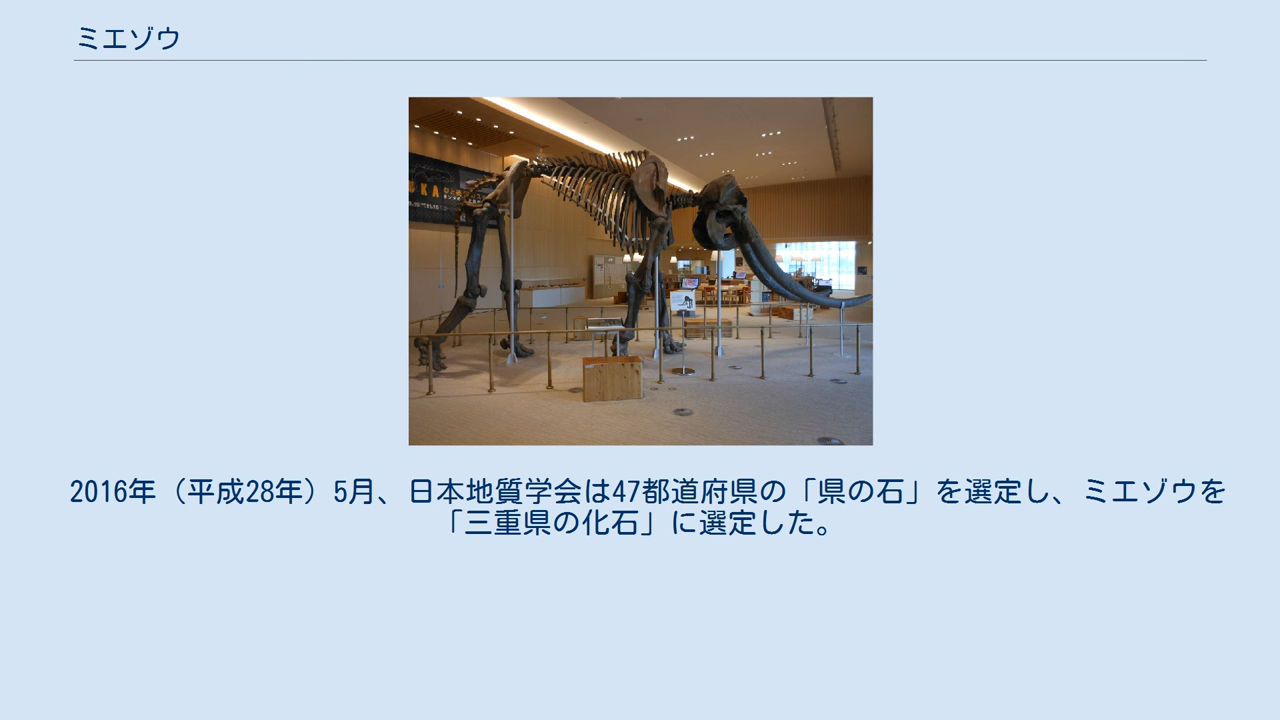 ミエゾウ
2016年（平成28年）5月、日本地質学会は47都道府県の「県の石」を選定し、ミエゾウを
「三重県の化石」に選定した。